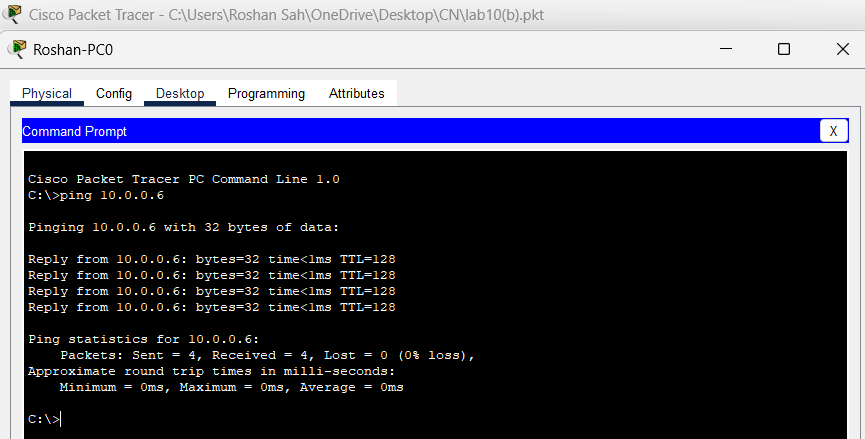 Cisco Packet Tracer - C:\Users\Roshan Sah\OneDrive\Desktop\CN\lab10(b).pkt
Roshan-PC0
Physical Config Desktop Programming Attributes
Command Prompt X
Cisco Packet Tracer PC Command Line 1.0
C:\>ping 10.0.0.6
Pinging 10.0.0.6 with 32 bytes of data:
Reply from 10.0.0.6: bytes=32 time<1ms TTL=128
Reply from 10.0.0.6: bytes=32 time<1ms TTL=128
Reply from 10.0.0.6: bytes=32 time<1ms TTL=128
Reply from 10.0.0.6: bytes=32 time<1ms TTL=128
Ping statistics for 10.0.0.6:
    Packets: Sent = 4, Received = 4, Lost = 0 (0% loss),
Approximate round trip times in milli-seconds:
    Minimum = 0ms, Maximum = 0ms, Average = 0ms
C:\>